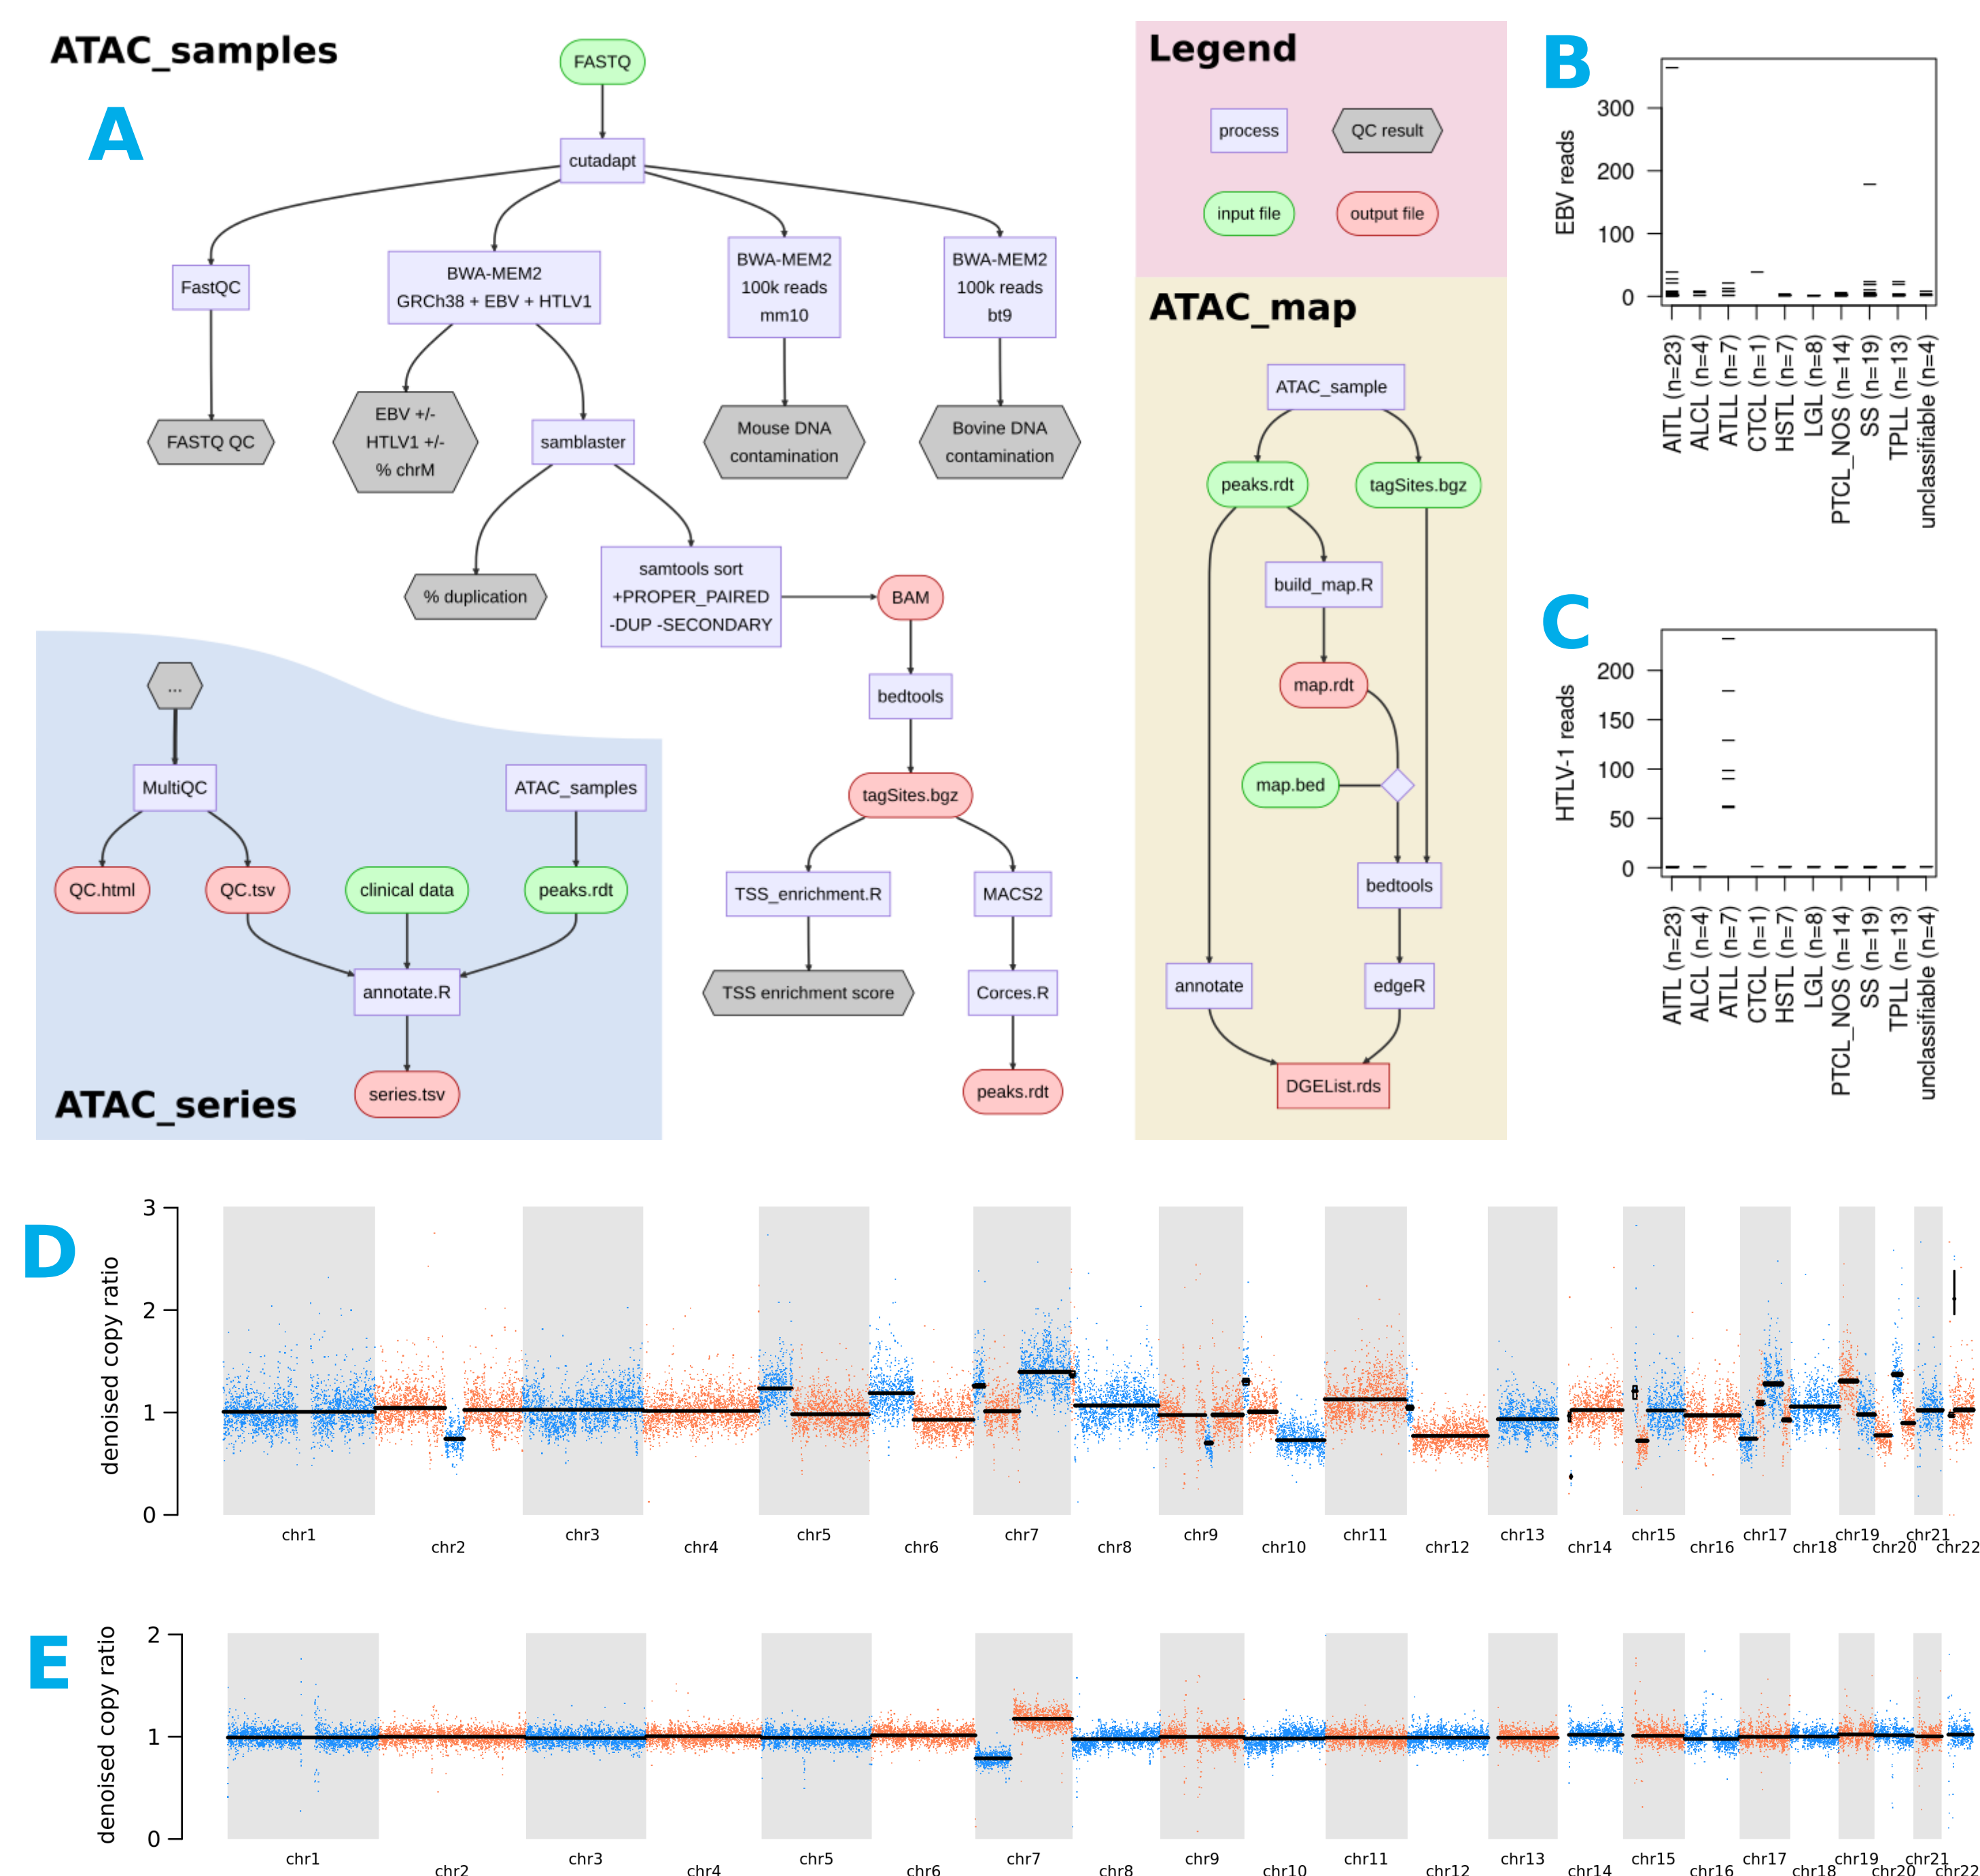 ATAC_samples
A
FASTQ
cutadapt
FastQC
BWA-MEM2
GRCh38 + EBV + HTLV1
BWA-MEM2
100k reads
mm10
BWA-MEM2
100k reads
bt9
FASTQ QC
EBV +/-
HTLV1 +/-
% chrM
samblaster
Mouse DNA
contamination
Bovine DNA
contamination
% duplication
samtools sort
+PROPER_PAIRED
-DUP -SECONDARY
BAM
bedtools
tagSites.bgz
TSS_enrichment.R
MACS2
TSS enrichment score
Corces.R
peaks.rdt
...
MultiQC
ATAC_samples
QC.html
QC.tsv
clinical data
peaks.rdt
annotate.R
series.tsv
ATAC_series
Legend
process
QC result
input file
output file
ATAC_map
ATAC_sample
peaks.rdt
tagSites.bgz
build_map.R
map.rdt
map.bed
bedtools
annotate
edgeR
DGEList.rds
B
EBV reads
300
200
100
0
AITL (n=23)
ALCL (n=4)
ATLL (n=7)
CTCL (n=1)
HSTL (n=7)
LGL (n=8)
PTCL_NOS (n=14)
SS (n=19)
TPLL (n=13)
unclassifiable (n=4)
C
HTLV-1 reads
200
150
100
50
0
AITL (n=23)
ALCL (n=4)
ATLL (n=7)
CTCL (n=1)
HSTL (n=7)
LGL (n=8)
PTCL_NOS (n=14)
SS (n=19)
TPLL (n=13)
unclassifiable (n=4)
D
denoised copy ratio
3
2
1
0
chr1
chr2
chr3
chr4
chr5
chr6
chr7
chr8
chr9
chr10
chr11
chr12
chr13
chr14
chr15
chr16
chr17
chr18
chr19
chr20
chr21
chr22
E
denoised copy ratio
2
1
0
chr1
chr2
chr3
chr4
chr5
chr6
chr7
chr8
chr9
chr10
chr11
chr12
chr13
chr14
chr15
chr16
chr17
chr18
chr19
chr20
chr21
chr22